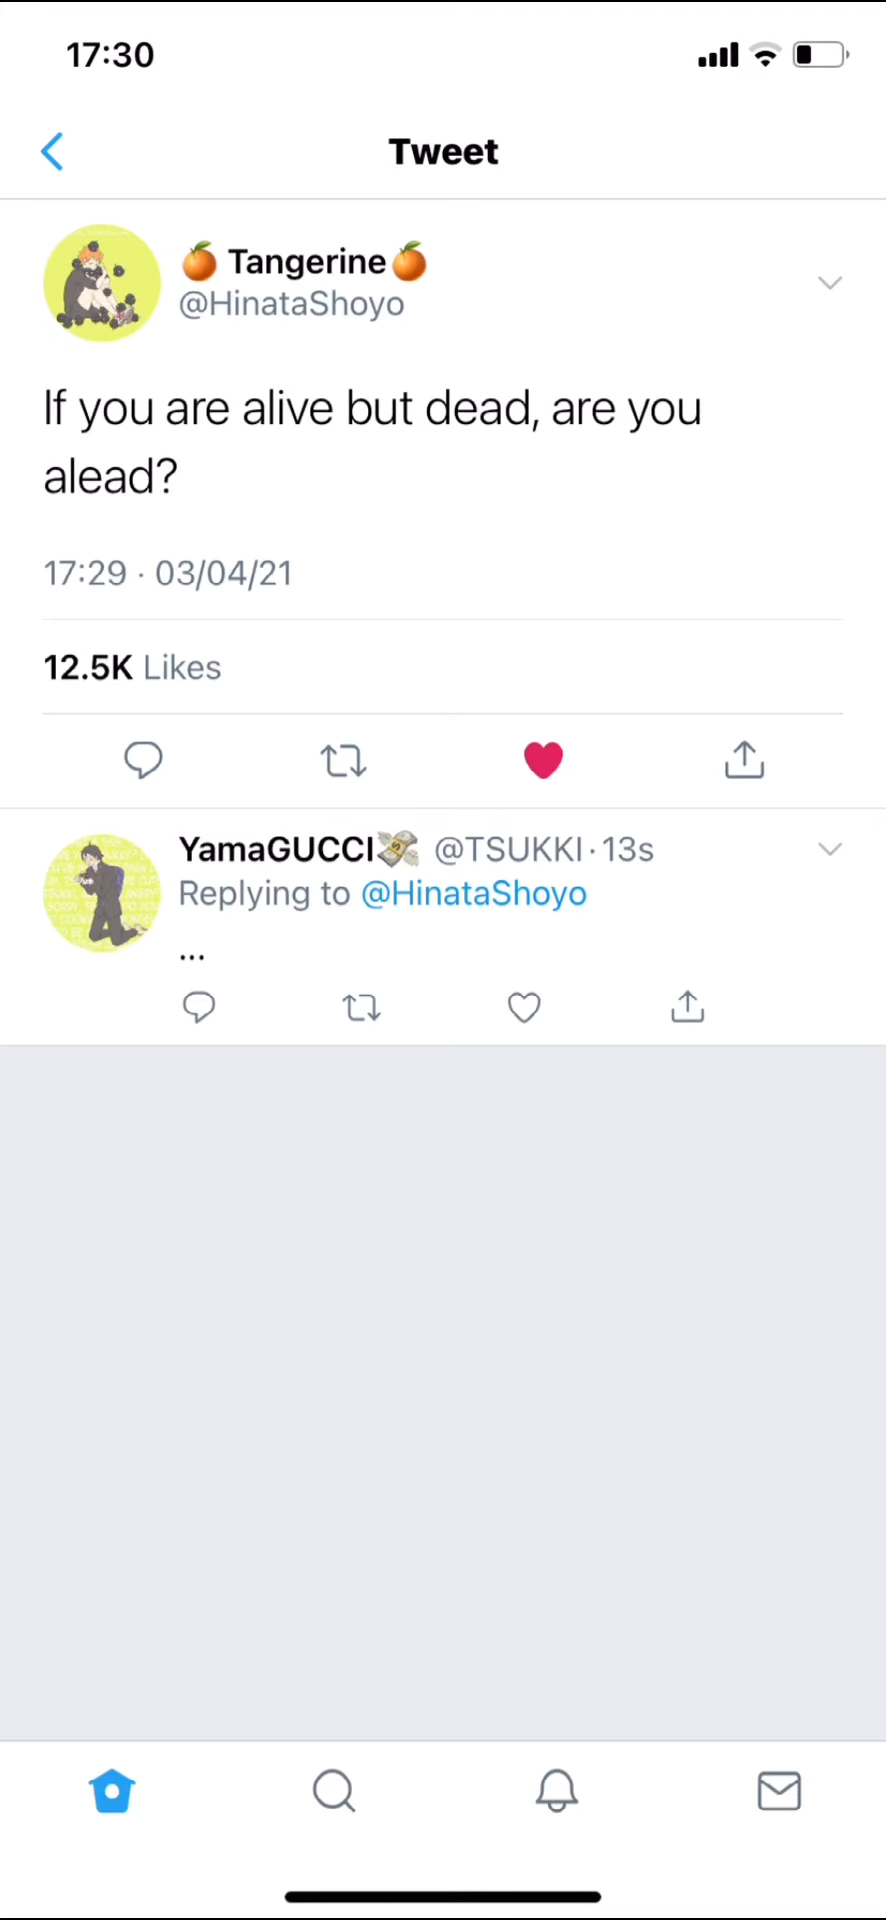 17:30
Tweet
🍊 Tangerine🍊
@HinataShoyo
If you are alive but dead, are you
alead?
17:29 · 03/04/21
12.5K Likes
YamaGUCCI💸 @TSUKKI · 13s
Replying to @HinataShoyo
...